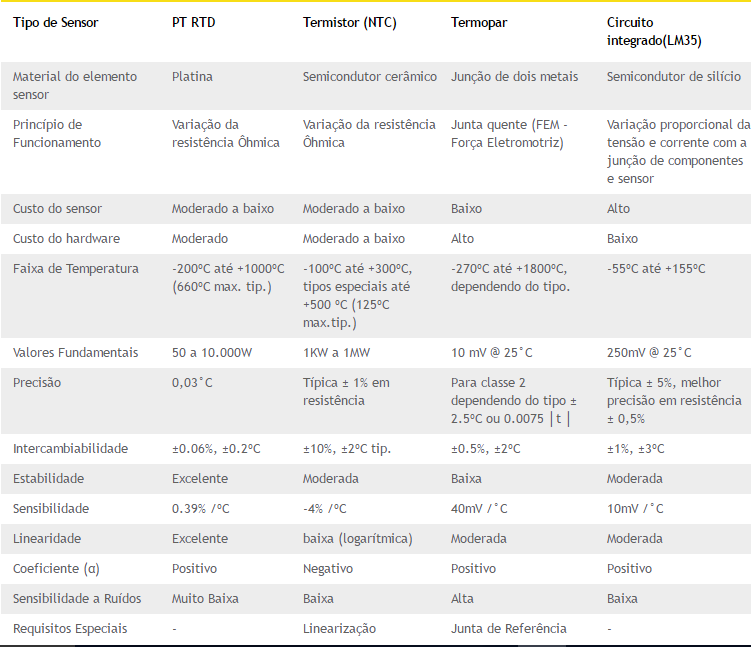 Tipo de Sensor PT RTD Termistor (NTC) Termopar Circuito
integrado(LM35)
Material do elemento Platina Semicondutor cerâmico Junção de dois metais Semicondutor de silício
sensor
Princípio de Variação da Variação da resistência Junta quente (FEM - Variação proporcional da
Funcionamento resistência Ôhmica Ôhmica Força Eletromotriz) tensão e corrente com a
junção de componentes
e sensor
Custo do sensor Moderado a baixo Moderado a baixo Baixo Alto
Custo do hardware Moderado Moderado a baixo Alto Baixo
Faixa de Temperatura -200ºC até +1000ºC -100ºC até +300ºC, -270ºC até +1800ºC, -55ºC até +155ºC
(660ºC max. tip.) tipos especiais até dependendo do tipo.
+500 ºC (125ºC
max.tip.)
Valores Fundamentais 50 a 10.000W 1KW a 1MW 10 mV @ 25˚C 250mV @ 25˚C
Precisão 0,03˚C Típica ± 1% em Para classe 2 Típica ± 5%, melhor
resistência dependendo do tipo ± precisão em resistência
2.5ºC ou 0.0075 │t │ ± 0,5%
Intercambiabilidade ±0.06%, ±0.2ºC ±10%, ±2ºC tip. ±0.5%, ±2ºC ±1%, ±3ºC
Estabilidade Excelente Moderada Baixa Moderada
Sensibilidade 0.39% /ºC -4% /ºC 40mV /˚C 10mV /˚C
Linearidade Excelente baixa (logarítmica) Moderada Moderada
Coeficiente (α) Positivo Negativo Positivo Positivo
Sensibilidade a Ruídos Muito Baixa Baixa Alta Baixa
Requisitos Especiais - Linearização Junta de Referência -